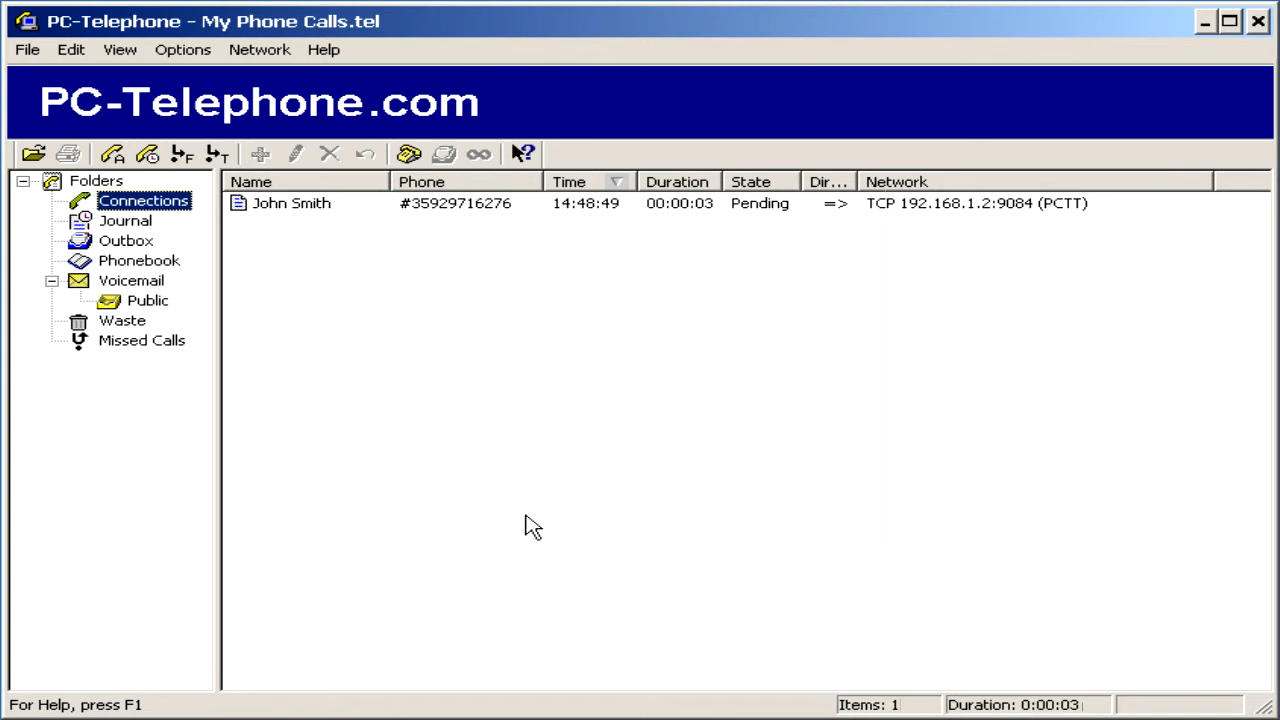 PC-Telephone - My Phone Calls.tel
File Edit View Options Network Help
PC-Telephone.com
Folders
Connections
Journal
Outbox
Phonebook
Voicemail
Public
Waste
Missed Calls
Name Phone Time Duration State Dir... Network
John Smith #35929716276 14:48:49 00:00:03 Pending => TCP 192.168.1.2:9084 (PCTT)
For Help, press F1 Items: 1 Duration: 0:00:03